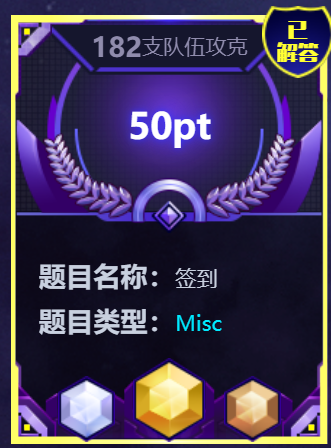 已
解答
182支队伍攻克
50pt
题目名称：签到
题目类型：Misc